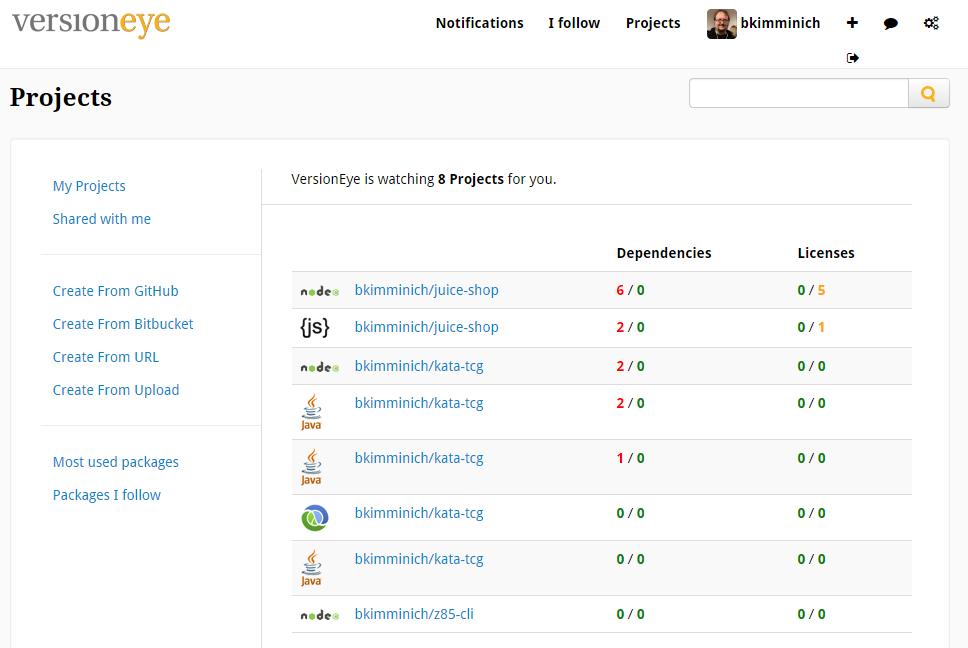 versioneye
Notifications I follow Projects bkimminich
Projects
My Projects
Shared with me
Create From GitHub
Create From Bitbucket
Create From URL
Create From Upload
Most used packages
Packages I follow
VersionEye is watching 8 Projects for you.
Dependencies Licenses
node bkimminich/juice-shop 6 / 0 0 / 5
{js} bkimminich/juice-shop 2 / 0 0 / 1
node bkimminich/kata-tcg 2 / 0 0 / 0
Java bkimminich/kata-tcg 2 / 0 0 / 0
Java bkimminich/kata-tcg 1 / 0 0 / 0
bkimminich/kata-tcg 0 / 0 0 / 0
Java bkimminich/kata-tcg 0 / 0 0 / 0
node bkimminich/z85-cli 0 / 0 0 / 0